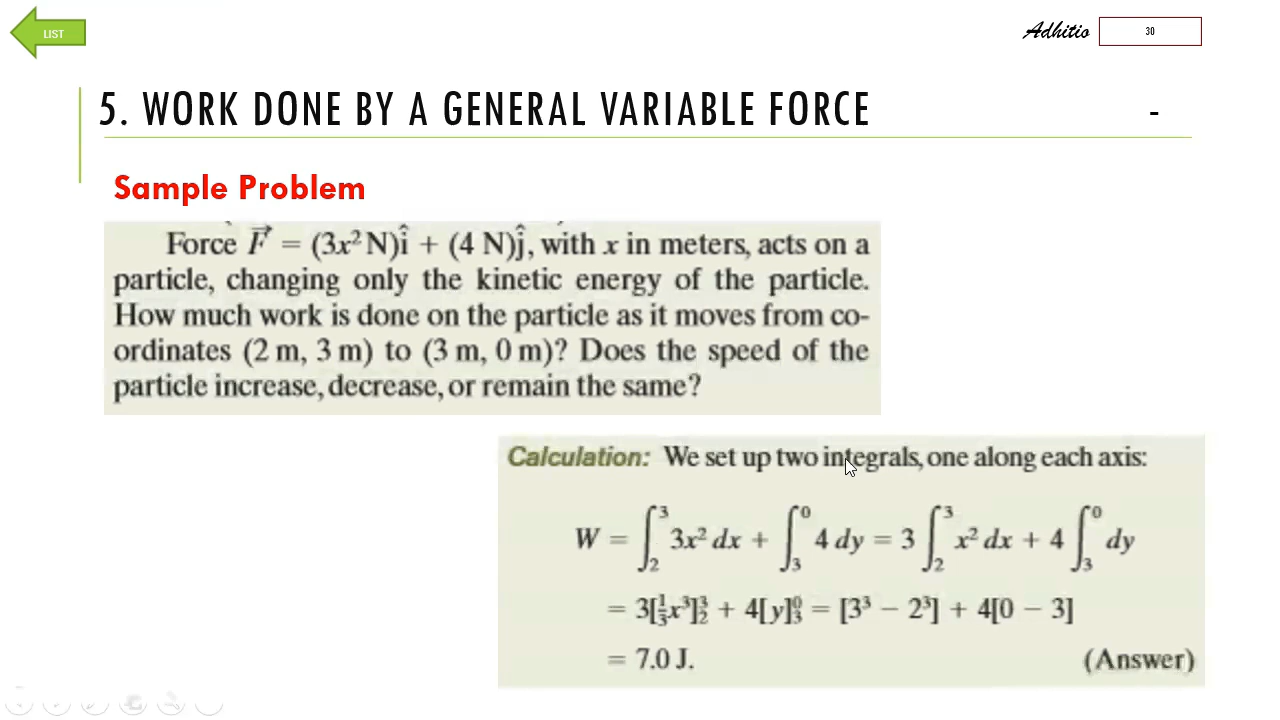 LIST
Adhitio
30
5. WORK DONE BY A GENERAL VARIABLE FORCE
-
Sample Problem
Force F⃗ = (3x² N)î + (4 N)ĵ, with x in meters, acts on a
particle, changing only the kinetic energy of the particle.
How much work is done on the particle as it moves from co-
ordinates (2 m, 3 m) to (3 m, 0 m)? Does the speed of the
particle increase, decrease, or remain the same?
Calculation: We set up two integrals, one along each axis:
W = ∫₂³ 3x² dx + ∫₃⁰ 4 dy = 3 ∫₂³ x² dx + 4 ∫₃⁰ dy
= 3[⅓x³]₂³ + 4[y]₃⁰ = [3³ − 2³] + 4[0 − 3]
= 7.0 J. (Answer)